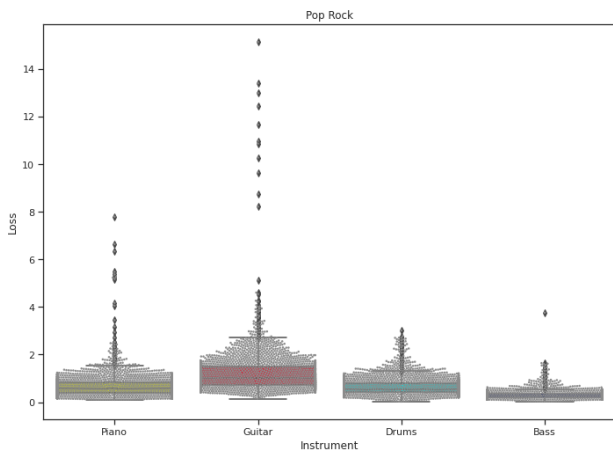 Pop Rock
14
12
10
8
6
4
2
0
Loss
Piano
Guitar
Drums
Bass
Instrument